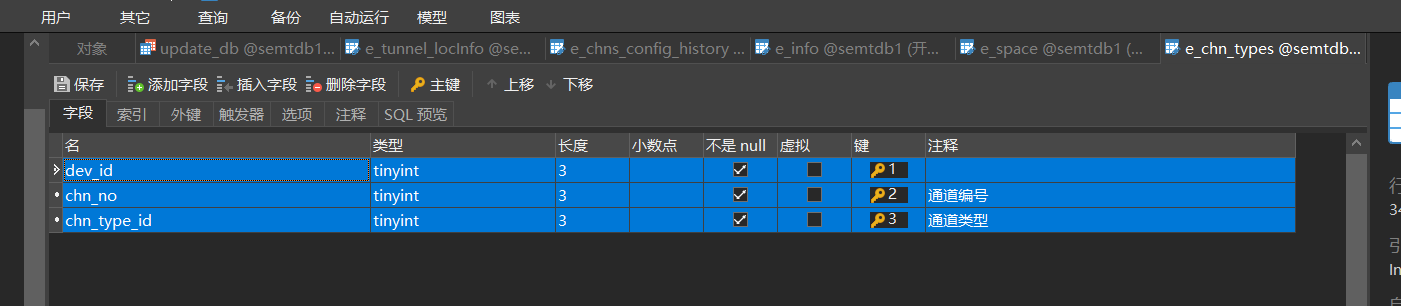 用户 其它 查询 备份 自动运行 模型 图表
对象 update_db @semtdb1... e_tunnel_locInfo @se... e_chns_config_history ... e_info @semtdb1 (开... e_space @semtdb1 (... e_chn_types @semtdb...
保存 添加字段 插入字段 删除字段 主键 上移 下移
字段 索引 外键 触发器 选项 注释 SQL 预览
名 类型 长度 小数点 不是 null 虚拟 键 注释
dev_id tinyint 3 1
chn_no tinyint 3 2 通道编号
chn_type_id tinyint 3 3 通道类型
行
34
引
In